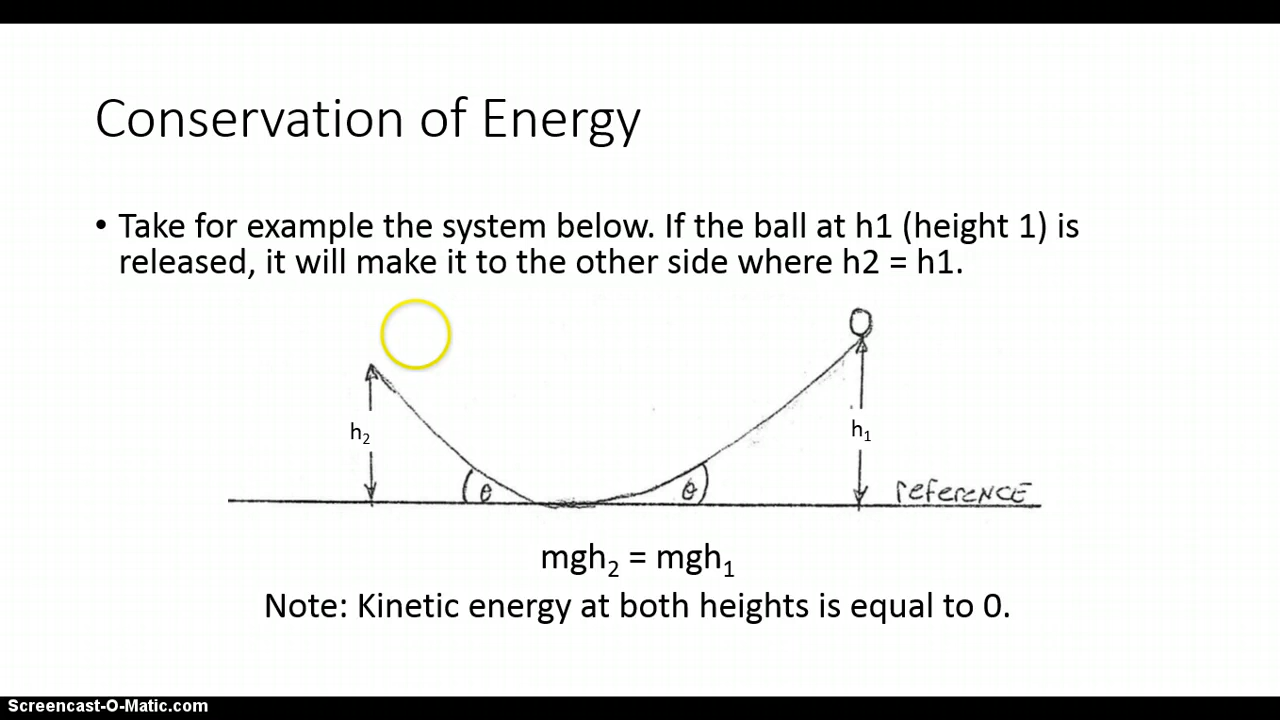 Conservation of Energy
• Take for example the system below. If the ball at h1 (height 1) is
released, it will make it to the other side where h2 = h1.
h₂
h₁
θ
θ
reference
mgh₂ = mgh₁
Note: Kinetic energy at both heights is equal to 0.
Screencast-O-Matic.com